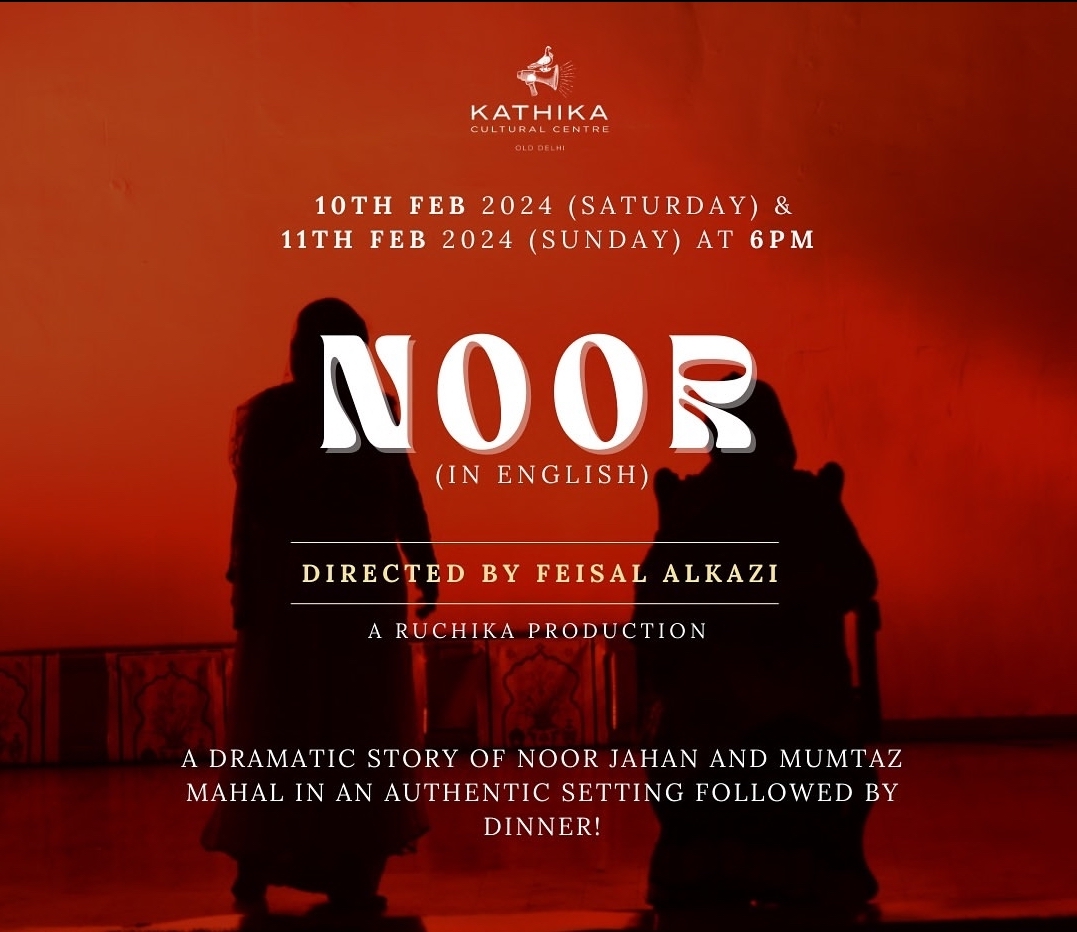 KATHIKA
CULTURAL CENTRE
OLD DELHI
10TH FEB 2024 (SATURDAY) &
11TH FEB 2024 (SUNDAY) AT 6PM
NOOR
(IN ENGLISH)
DIRECTED BY FEISAL ALKAZI
A RUCHIKA PRODUCTION
A DRAMATIC STORY OF NOOR JAHAN AND MUMTAZ
MAHAL IN AN AUTHENTIC SETTING FOLLOWED BY
DINNER!